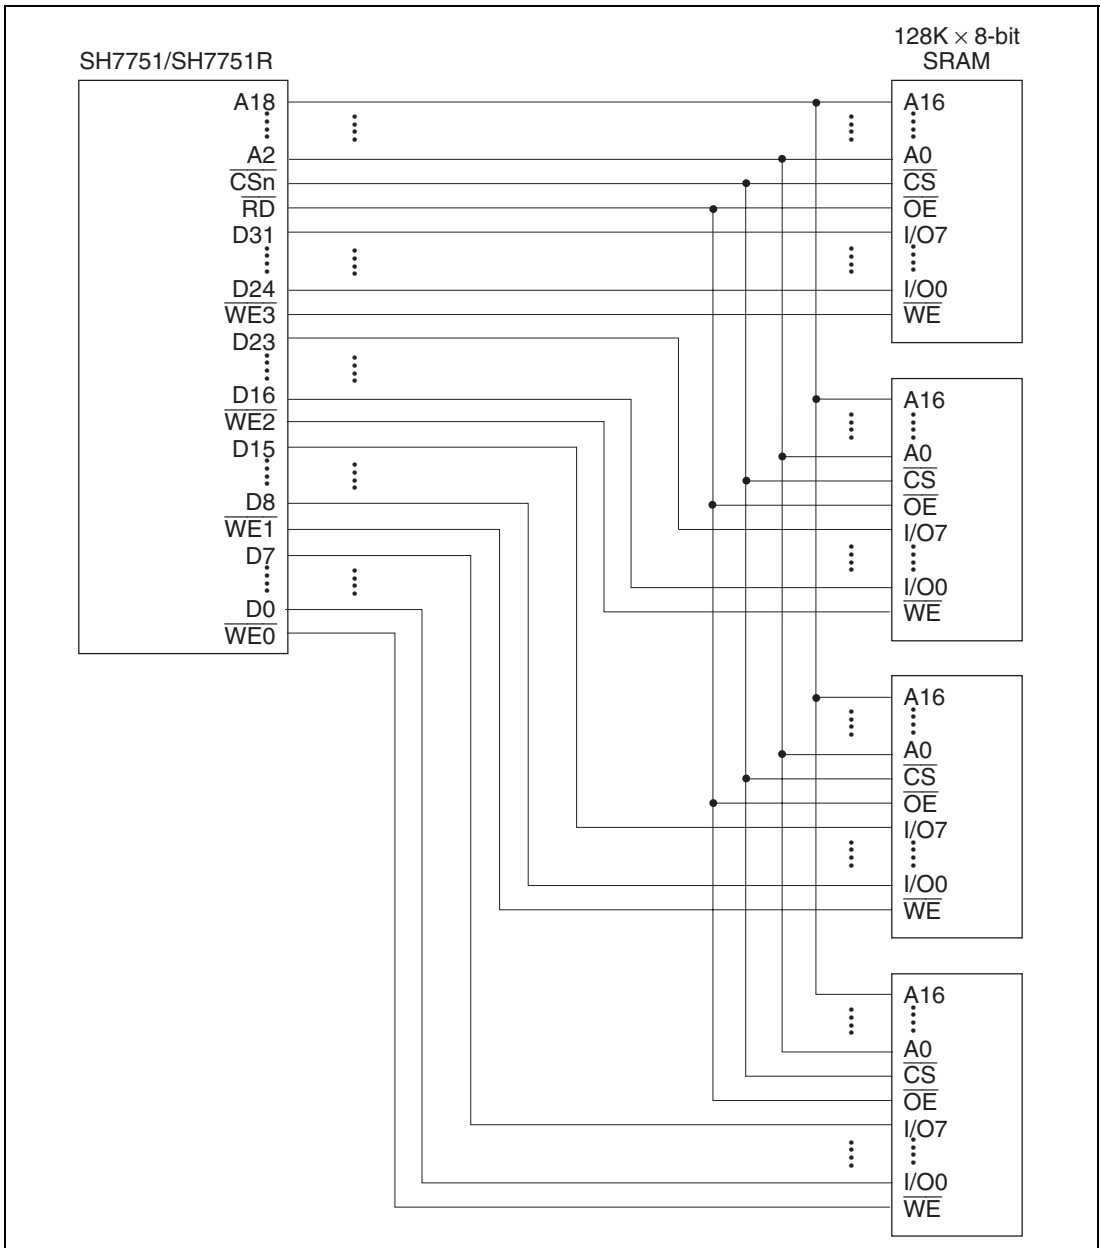 SH7751/SH7751R
A18
A2
CSn
RD
D31
D24
WE3
D23
D16
WE2
D15
D8
WE1
D7
D0
WE0
128K × 8-bit
SRAM
A16
A0
CS
OE
I/O7
I/O0
WE
A16
A0
CS
OE
I/O7
I/O0
WE
A16
A0
CS
OE
I/O7
I/O0
WE
A16
A0
CS
OE
I/O7
I/O0
WE